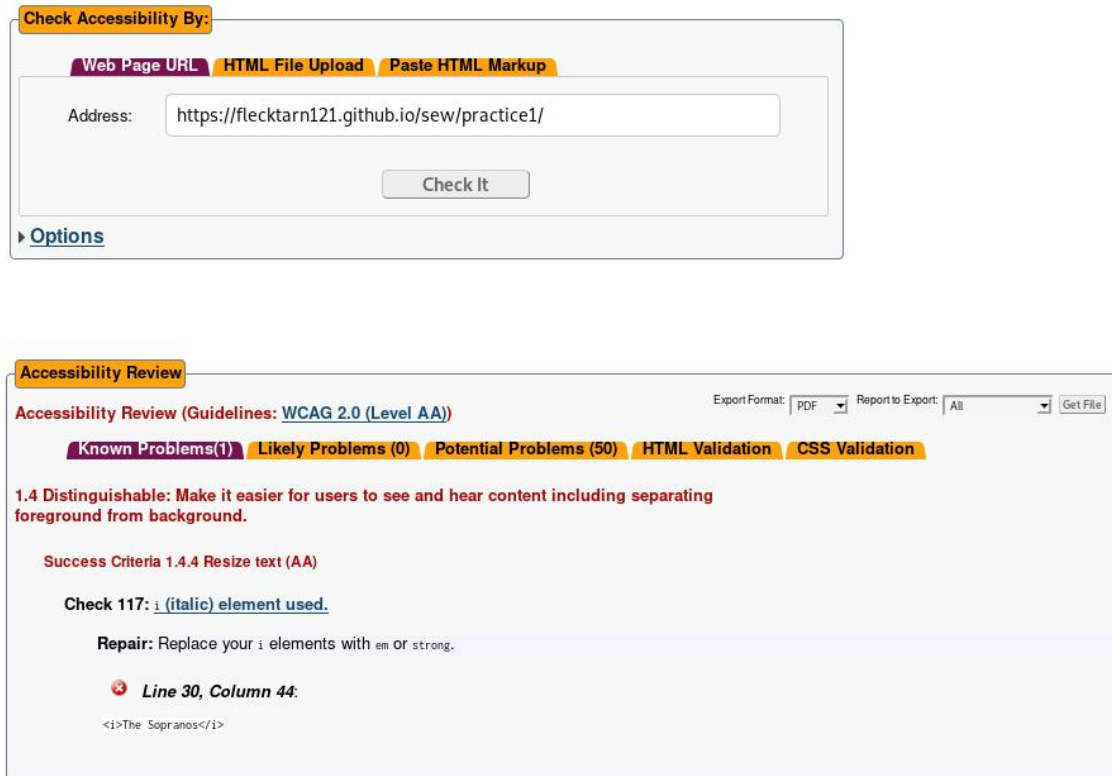 Check Accessibility By:
Web Page URL HTML File Upload Paste HTML Markup
Address: https://flecktarn121.github.io/sew/practice1/
Check It
Options
Accessibility Review
Accessibility Review (Guidelines: WCAG 2.0 (Level AA)) Export Format: PDF Report to Export: All Get File
Known Problems(1) Likely Problems (0) Potential Problems (50) HTML Validation CSS Validation
1.4 Distinguishable: Make it easier for users to see and hear content including separating
foreground from background.
Success Criteria 1.4.4 Resize text (AA)
Check 117: i (italic) element used.
Repair: Replace your i elements with em or strong.
Line 30, Column 44:
<i>The Sopranos</i>